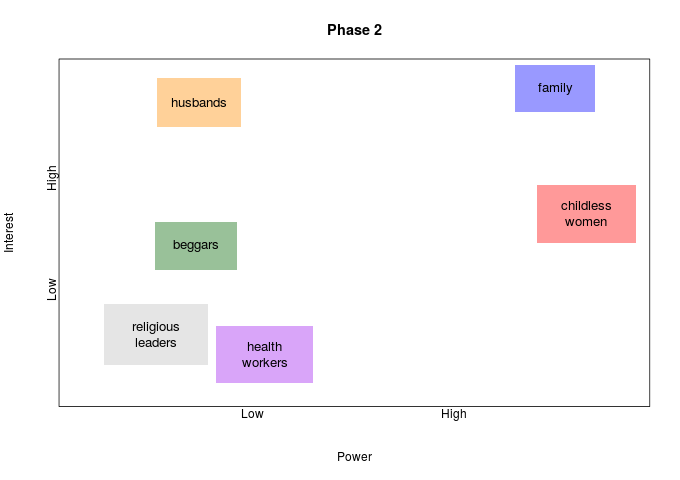 Phase 2
husbands
family
High
childless
women
Interest
beggars
Low
religious
leaders
health
workers
Low
High
Power